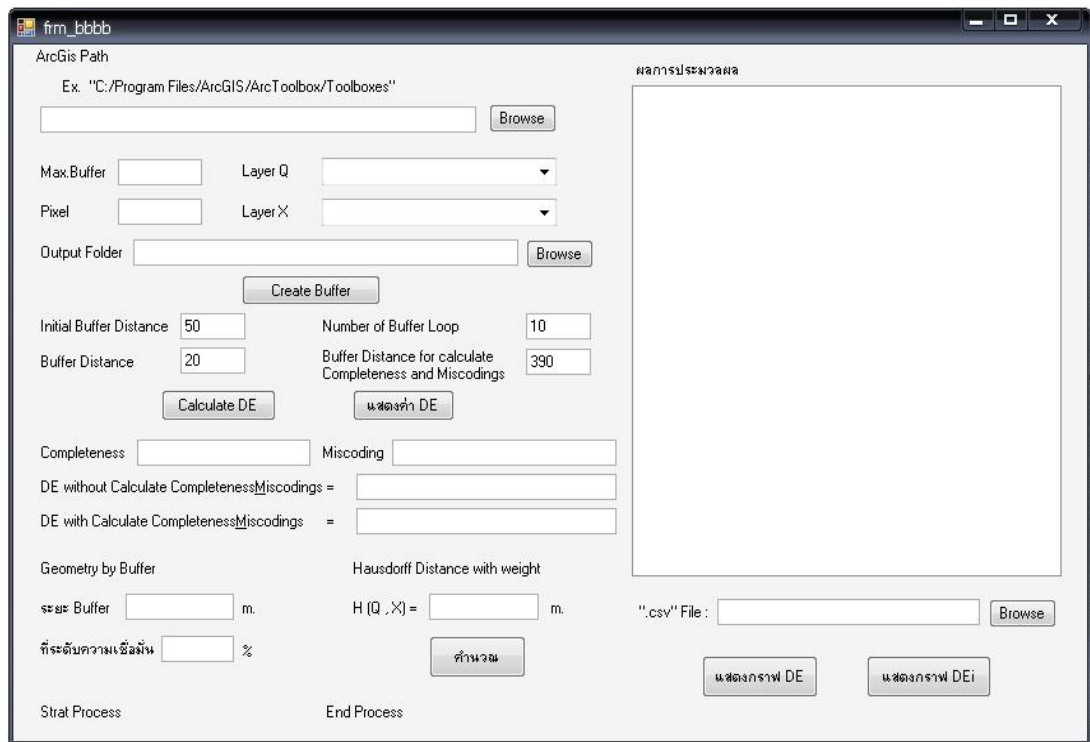 frm_bbbb
ArcGis Path
Ex. "C:/Program Files/ArcGIS/ArcToolbox/Toolboxes"
Browse
Max.Buffer
Layer Q
Pixel
Layer X
Output Folder
Browse
Create Buffer
Initial Buffer Distance 50
Number of Buffer Loop 10
Buffer Distance 20
Buffer Distance for calculate
Completeness and Miscodings 390
Calculate DE
แสดงค่า DE
Completeness
Miscoding
DE without Calculate CompletenessMiscodings =
DE with Calculate CompletenessMiscodings =
Geometry by Buffer
Hausdorff Distance with weight
ระยะ Buffer m.
H (Q , X) = m.
ที่ระดับความเชื่อมั่น %
คำนวณ
Strat Process
End Process
ผลการประมวลผล
".csv" File :
Browse
แสดงกราฟ DE
แสดงกราฟ DEi